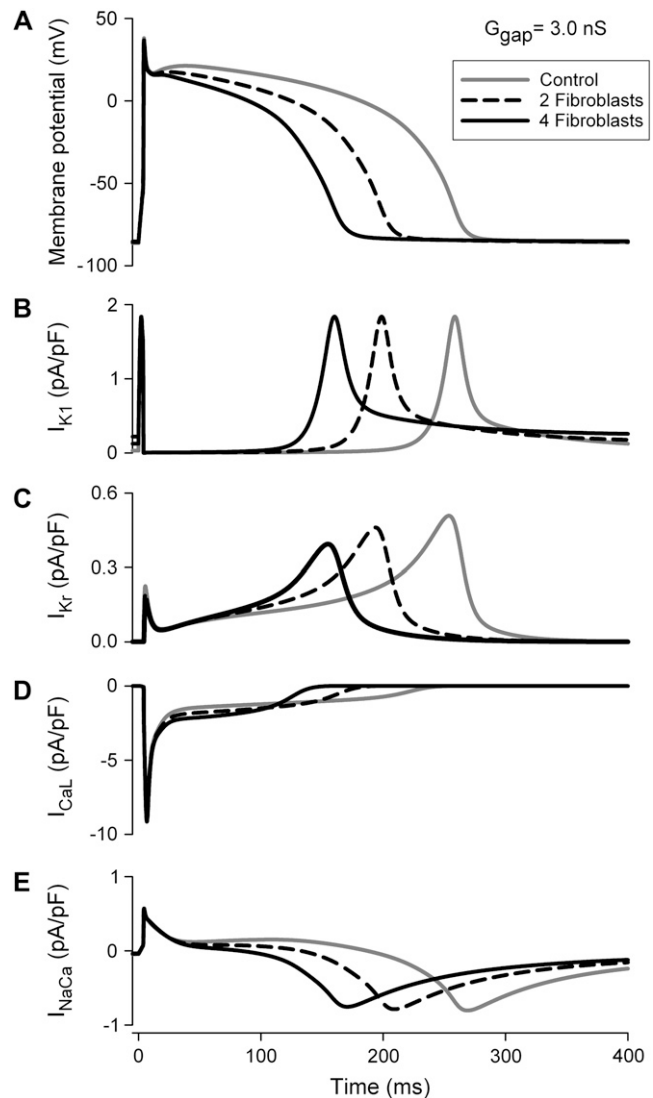 A
G_gap = 3.0 nS
Control
2 Fibroblasts
4 Fibroblasts
Membrane potential (mV)
50
0
-50
-100
B
I_K1 (pA/pF)
2
1
0
C
I_Kr (pA/pF)
0.6
0.3
0.0
D
I_CaL (pA/pF)
0
-5
-10
E
I_NaCa (pA/pF)
1
0
-1
0 100 200 300 400
Time (ms)